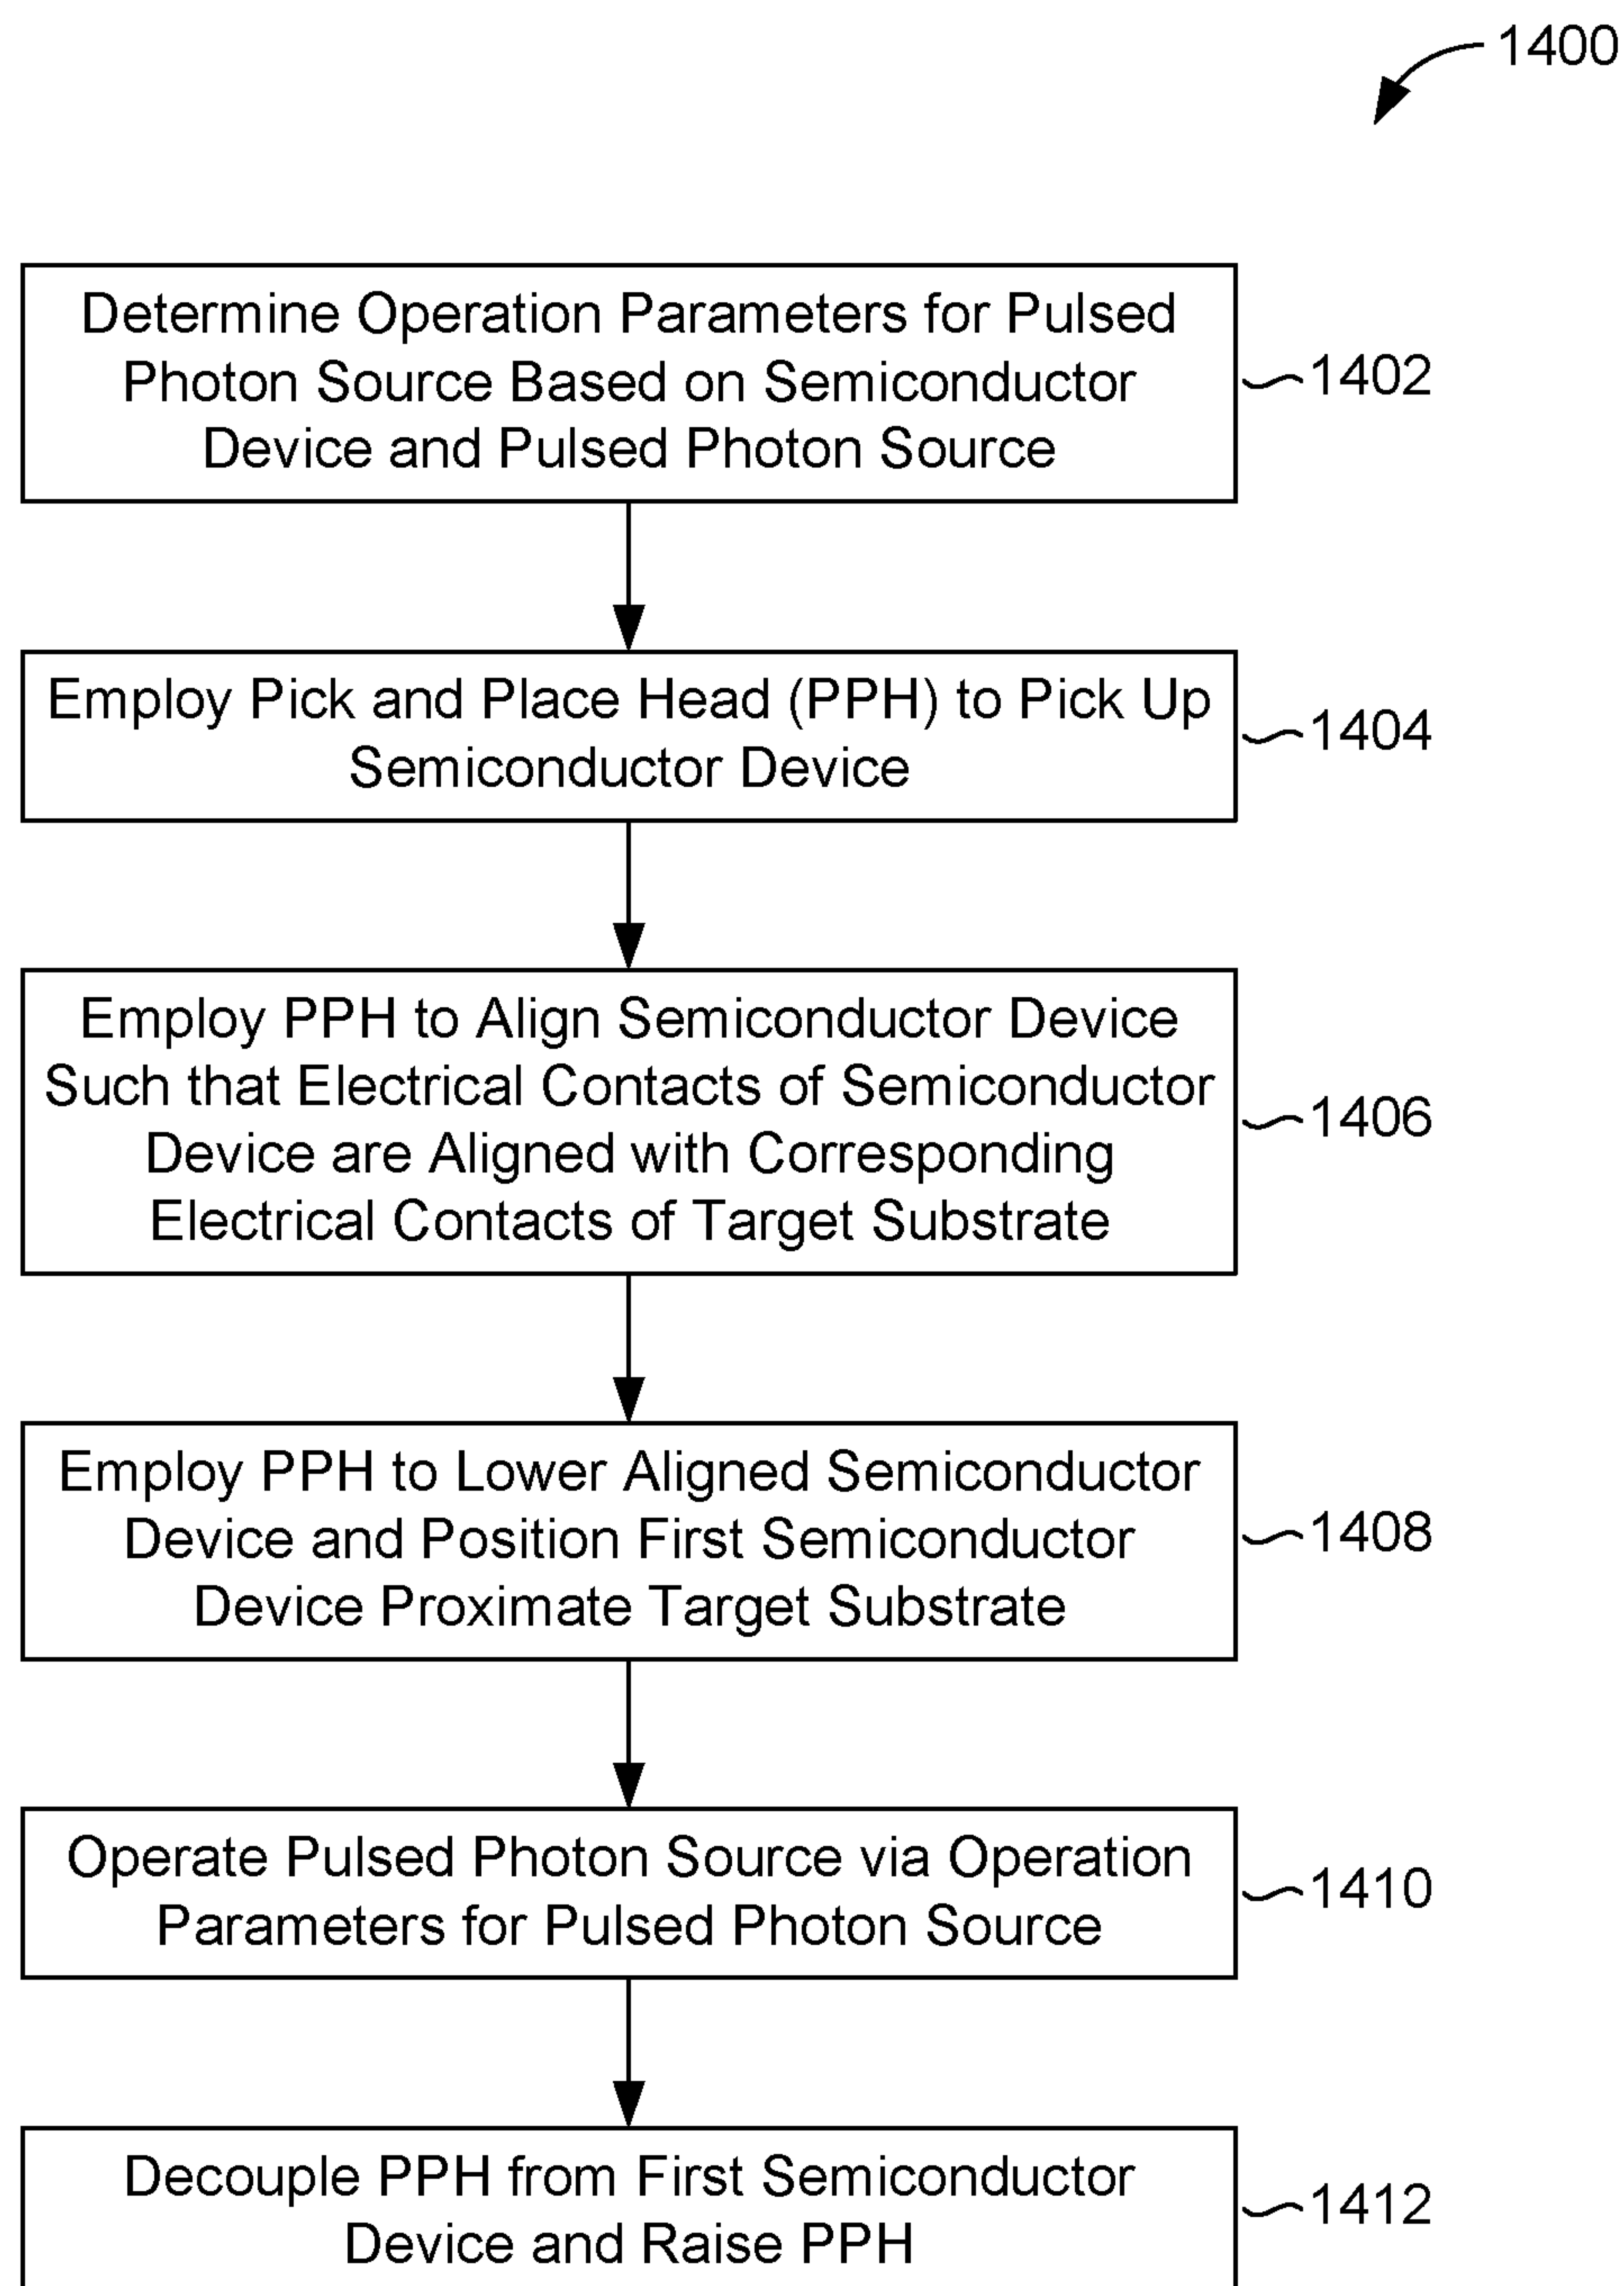 1400
Determine Operation Parameters for Pulsed
Photon Source Based on Semiconductor
Device and Pulsed Photon Source
1402
Employ Pick and Place Head (PPH) to Pick Up
Semiconductor Device
1404
Employ PPH to Align Semiconductor Device
Such that Electrical Contacts of Semiconductor
Device are Aligned with Corresponding
Electrical Contacts of Target Substrate
1406
Employ PPH to Lower Aligned Semiconductor
Device and Position First Semiconductor
Device Proximate Target Substrate
1408
Operate Pulsed Photon Source via Operation
Parameters for Pulsed Photon Source
1410
Decouple PPH from First Semiconductor
Device and Raise PPH
1412